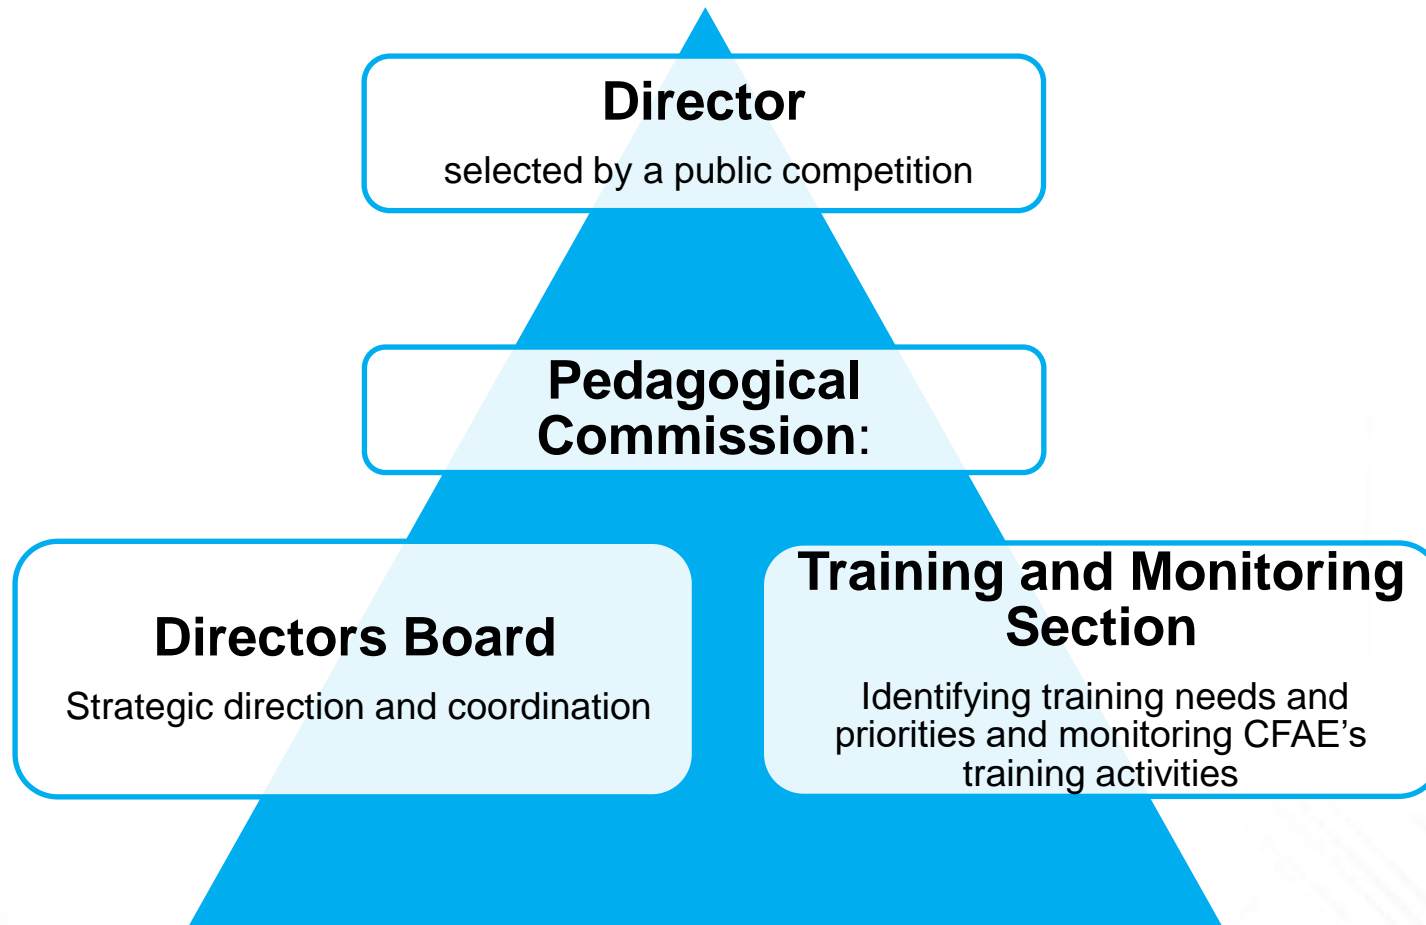 Director
selected by a public competition
Pedagogical
Commission:
Directors Board
Strategic direction and coordination
Training and Monitoring
Section
Identifying training needs and
priorities and monitoring CFAE’s
training activities